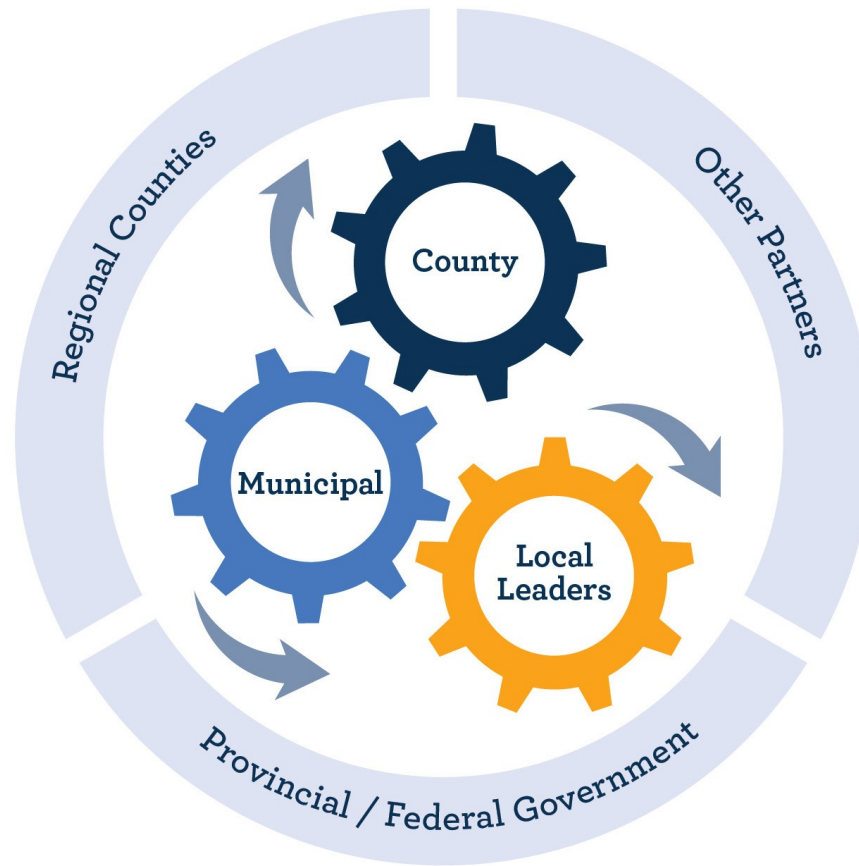 Regional Counties
Other Partners
County
Municipal
Local
Leaders
Provincial / Federal Government